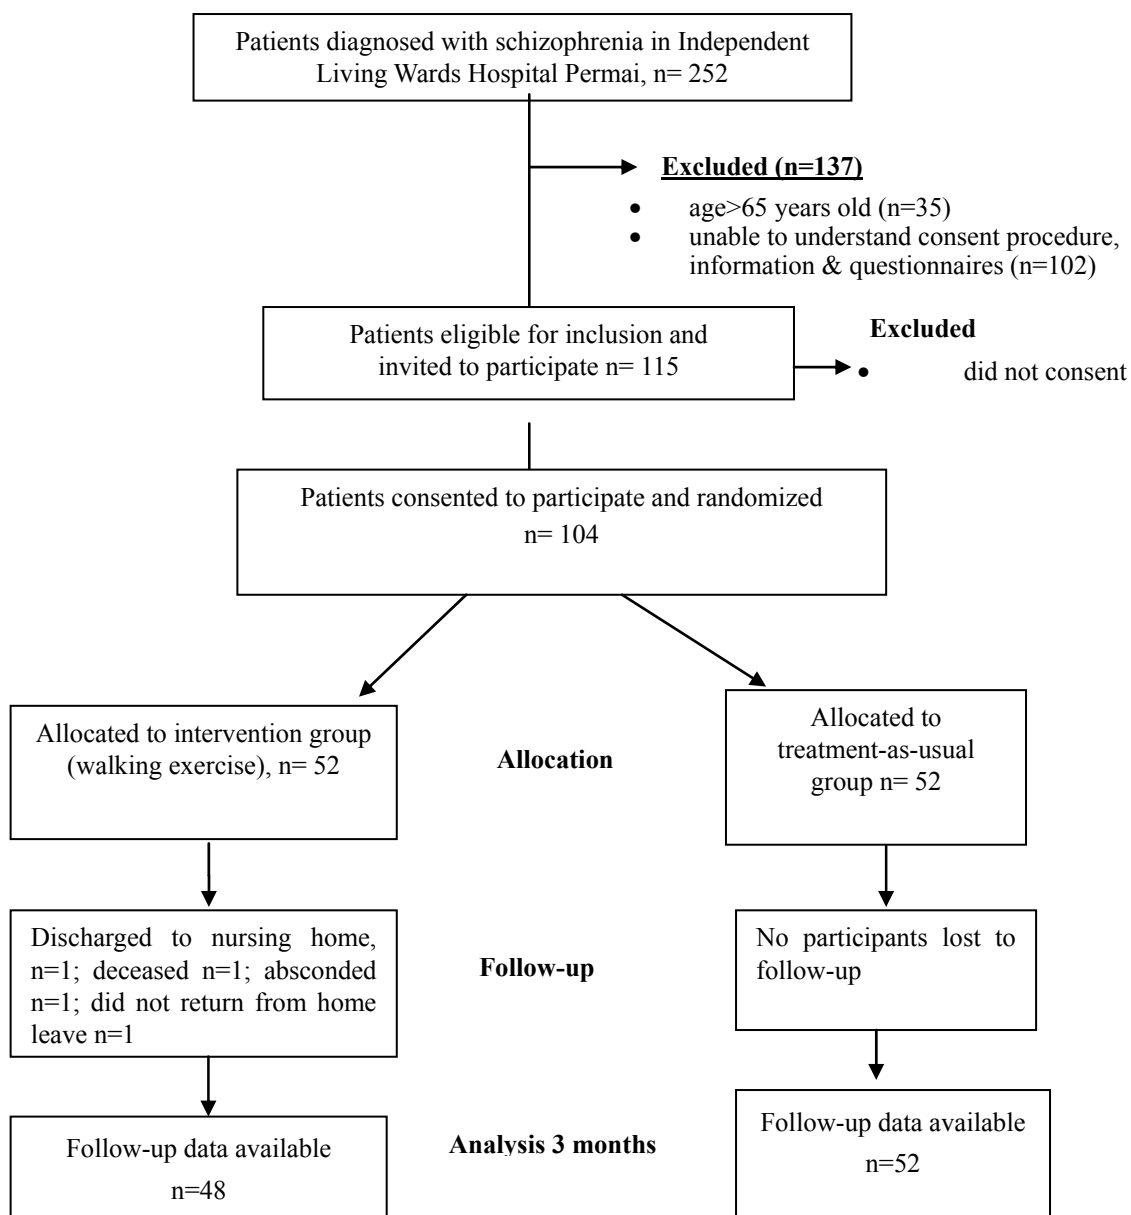 Patients diagnosed with schizophrenia in Independent
Living Wards Hospital Permai, n= 252
Excluded (n=137)
• age>65 years old (n=35)
• unable to understand consent procedure,
information & questionnaires (n=102)
Patients eligible for inclusion and
invited to participate n= 115
Excluded
• did not consent
Patients consented to participate and randomized
n= 104
Allocated to intervention group
(walking exercise), n= 52
Allocation
Allocated to
treatment-as-usual
group n= 52
Discharged to nursing home,
n=1; deceased n=1; absconded
n=1; did not return from home
leave n=1
Follow-up
No participants lost to
follow-up
Follow-up data available
n=48
Analysis 3 months
Follow-up data available
n=52